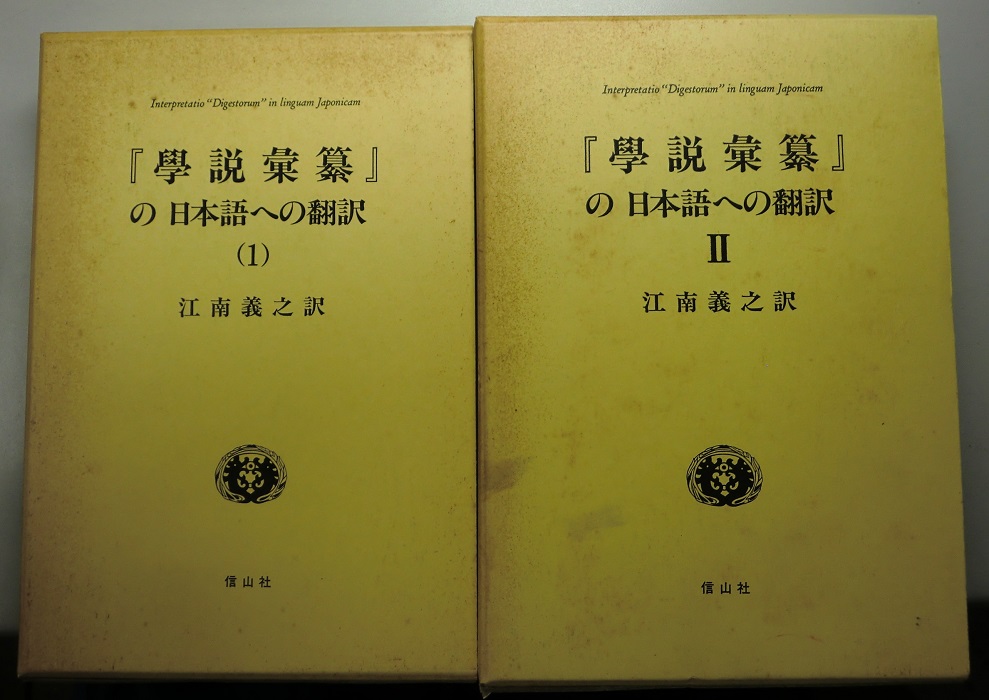 Interpretatio “Digestorum” in linguam Japonicam
『學説彙纂』
の 日本語への翻訳
(1)
江南義之訳
信山社
Interpretatio “Digestorum” in linguam Japonicam
『學説彙纂』
の 日本語への翻訳
II
江南義之訳
信山社